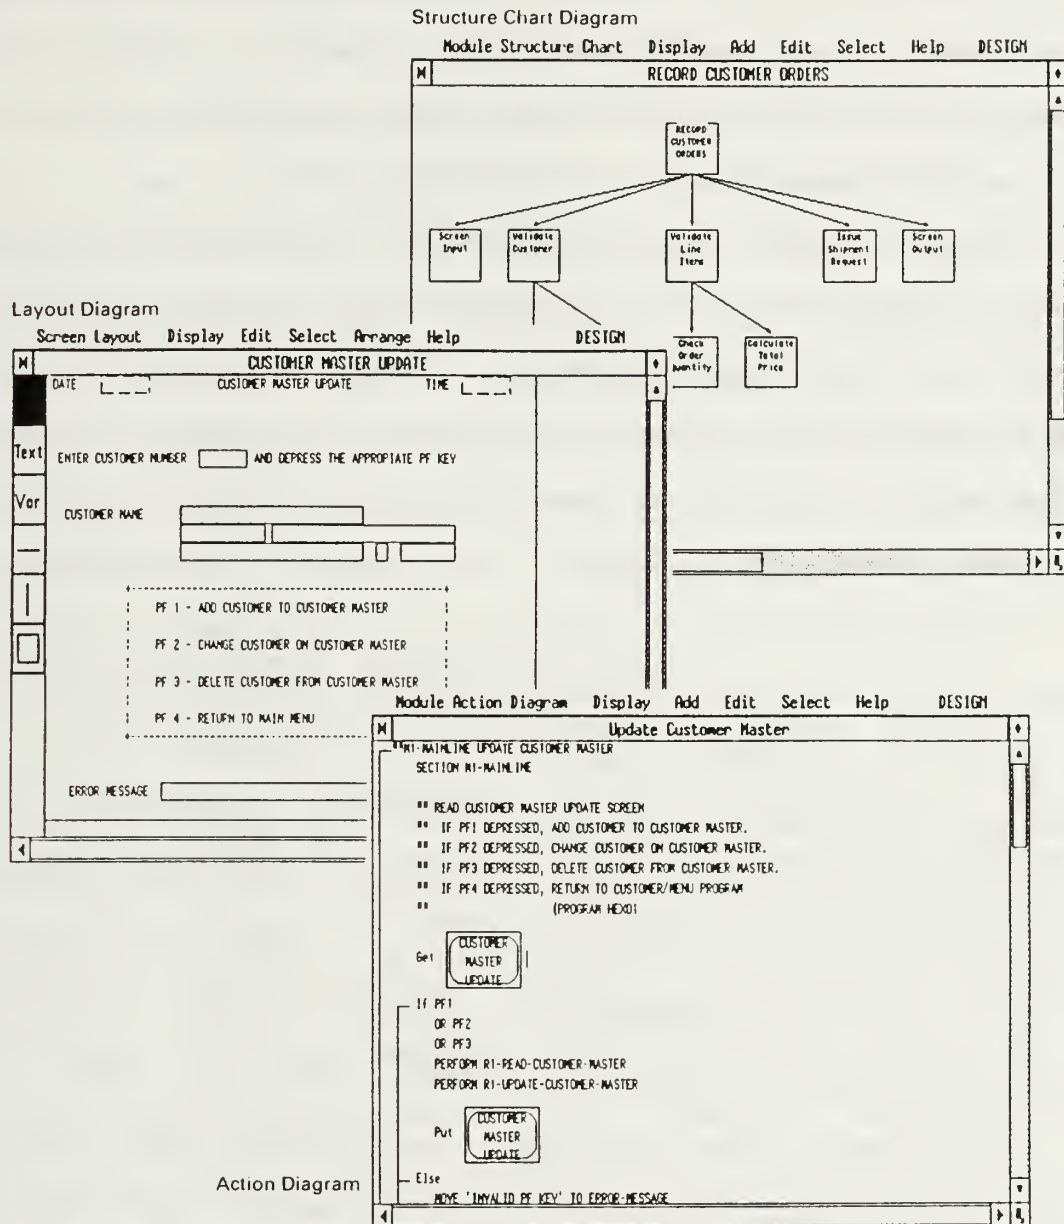 Structure Chart Diagram
Module Structure Chart Display Add Edit Select Help DESIGN
RECORD CUSTOMER ORDERS
RECORD
CUSTOMER
ORDERS
Screen
Input
Validate
Customer
Validate
Line
Items
Issue
Shipment
Request
Screen
Output
Check
Order
Quantity
Calculate
Total
Price
Layout Diagram
Screen Layout Display Edit Select Arrange Help DESIGN
CUSTOMER MASTER UPDATE
DATE CUSTOMER MASTER UPDATE TIME
Text
Var
ENTER CUSTOMER NUMBER AND DEPRESS THE APPROPIATE PF KEY
CUSTOMER NAME
PF 1 - ADD CUSTOMER TO CUSTOMER MASTER
PF 2 - CHANGE CUSTOMER ON CUSTOMER MASTER
PF 3 - DELETE CUSTOMER FROM CUSTOMER MASTER
PF 4 - RETURN TO MAIN MENU
ERROR MESSAGE
Module Action Diagram Display Add Edit Select Help DESIGN
Update Customer Master
**M1-MAINLINE UPDATE CUSTOMER MASTER
SECTION M1-MAINLINE
** READ CUSTOMER MASTER UPDATE SCREEN
** IF PF1 DEPRESSED, ADD CUSTOMER TO CUSTOMER MASTER.
** IF PF2 DEPRESSED, CHANGE CUSTOMER ON CUSTOMER MASTER.
** IF PF3 DEPRESSED, DELETE CUSTOMER FROM CUSTOMER MASTER.
** IF PF4 DEPRESSED, RETURN TO CUSTOMER/MENU PROGRAM
** (PROGRAM
Get
CUSTOMER
MASTER
UPDATE
If PF1
OR PF2
OR PF3
PERFORM R1-READ-CUSTOMER-MASTER
PERFORM R1-UPDATE-CUSTOMER-MASTER
Put
CUSTOMER
MASTER
UPDATE
Else
MOVE 'INVALID PF KEY' TO ERROR-MESSAGE
Action Diagram